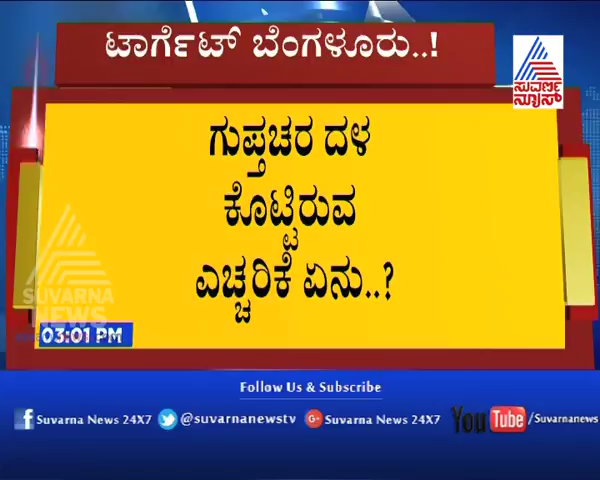 ಟಾರ್ಗೆಟ್ ಬೆಂಗಳೂರು..!
ಸುವರ್ಣ
ನ್ಯೂಸ್
ಗುಪ್ತಚರ ದಳ
ಕೊಟ್ಟಿರುವ
ಎಚ್ಚರಿಕೆ ಏನು..?
SUVARNA
NEWS
03:01 PM
Follow Us & Subscribe
Suvarna News 24X7 @suvarnanewstv Suvarna News 24X7 YouTube /Suvarnanews